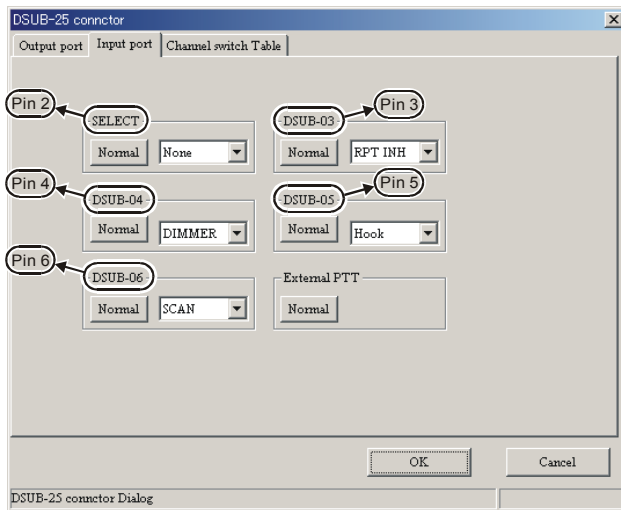 DSUB-25 connctor
Output port Input port Channel switch Table
Pin 2 Pin 3
SELECT DSUB-03
Normal None Normal RPT INH
Pin 4 Pin 5
DSUB-04 DSUB-05
Normal DIMMER Normal Hook
Pin 6
DSUB-06 External PTT
Normal SCAN Normal
OK Cancel
DSUB-25 connctor Dialog